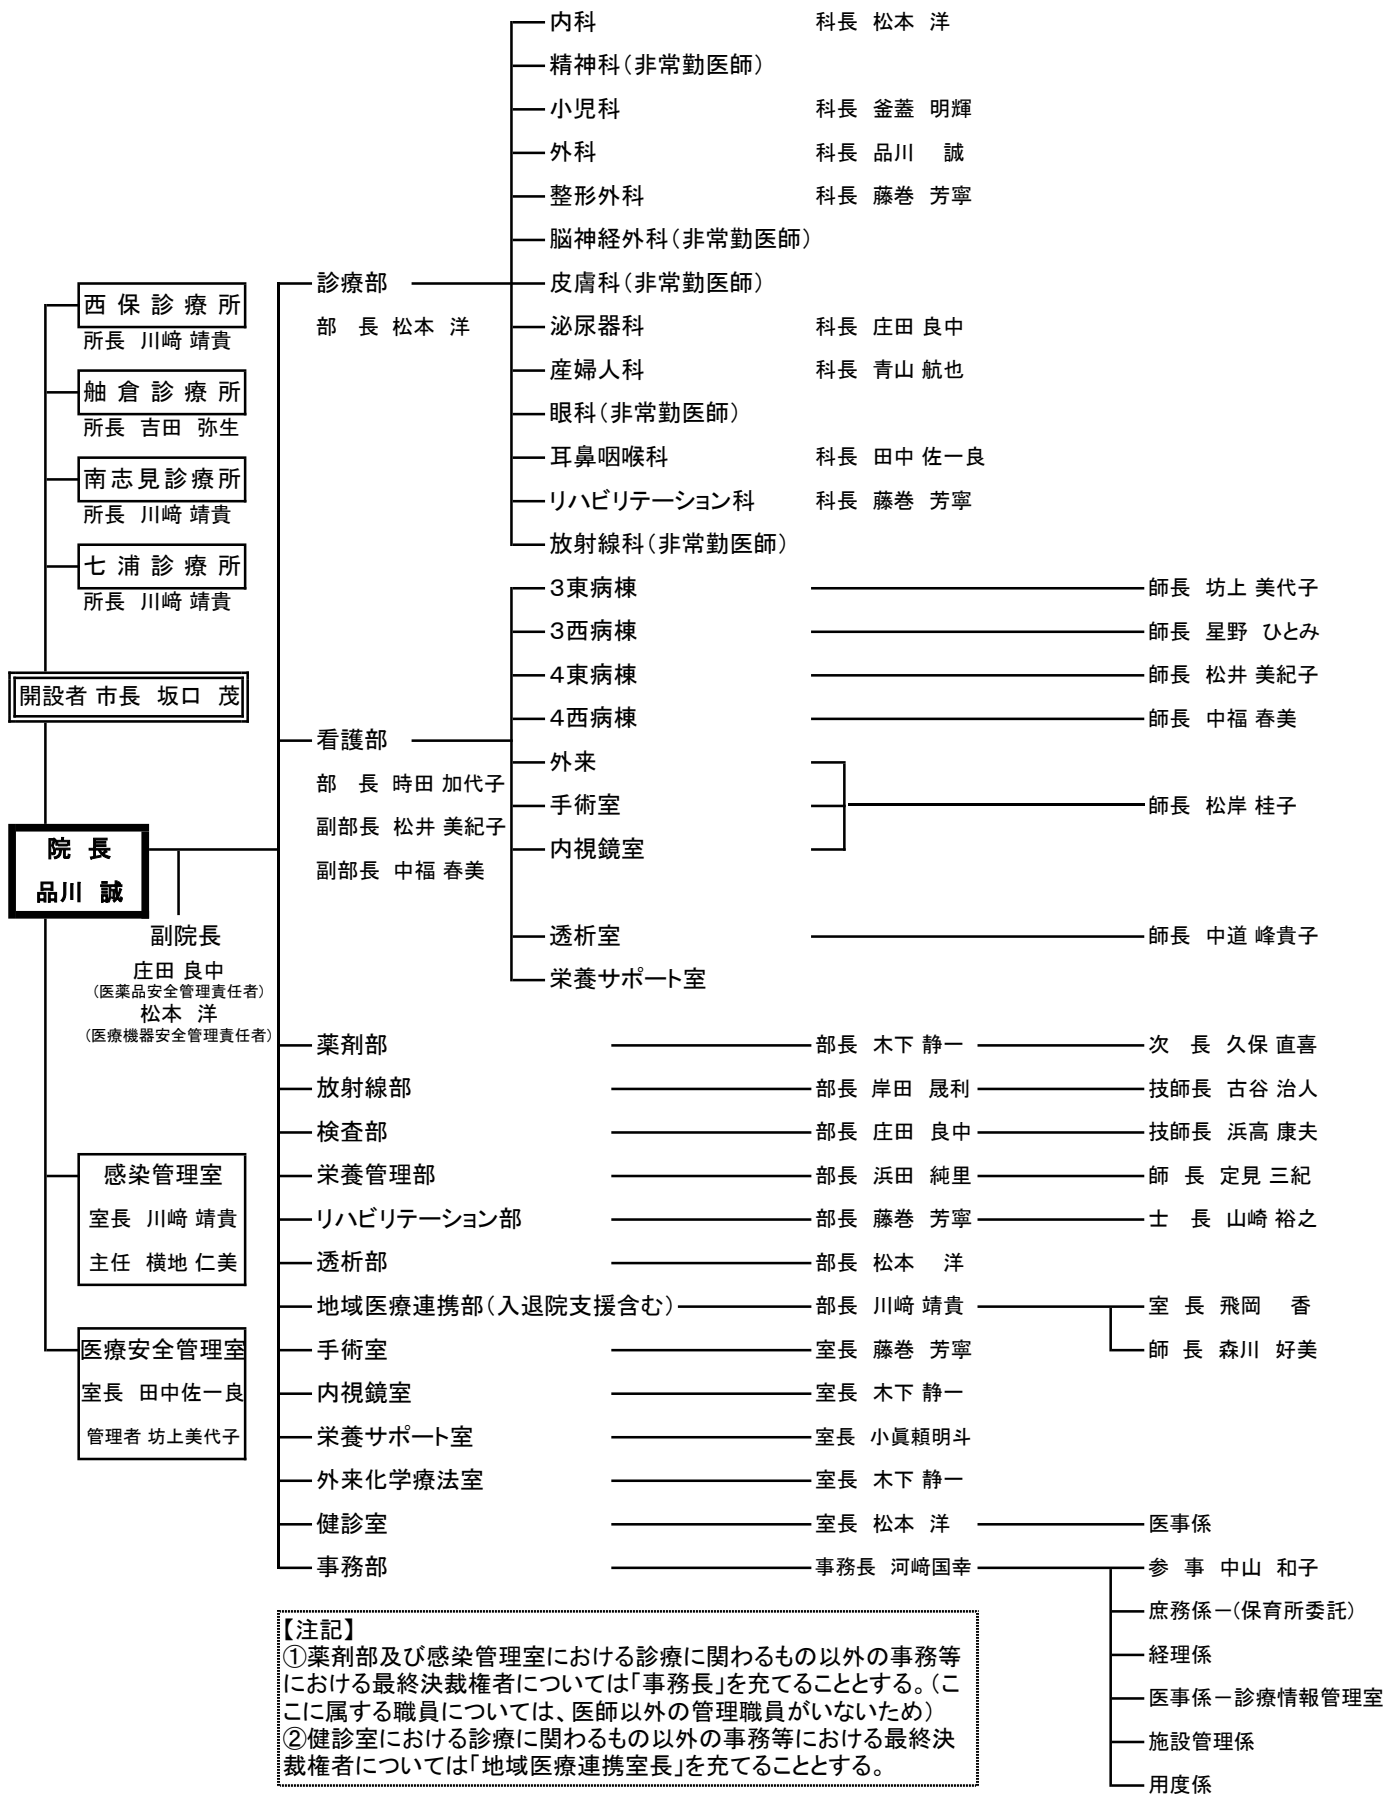 内科 科長 松本 洋
精神科(非常勤医師)
小児科 科長 釜蓋 明輝
外科 科長 品川 誠
整形外科 科長 藤巻 芳寧
脳神経外科(非常勤医師)
皮膚科(非常勤医師)
泌尿器科 科長 庄田 良中
産婦人科 科長 青山 航也
眼科(非常勤医師)
耳鼻咽喉科 科長 田中 佐一良
リハビリテーション科 科長 藤巻 芳寧
放射線科(非常勤医師)
診療部
部 長 松本 洋
西保診療所
所長 川﨑 靖貴
舳倉診療所
所長 吉田 弥生
南志見診療所
所長 川﨑 靖貴
七浦診療所
所長 川﨑 靖貴
開設者 市長 坂口 茂
院 長
品川 誠
副院長
庄田 良中
(医薬品安全管理責任者)
松本 洋
(医療機器安全管理責任者)
看護部
部 長 時田 加代子
副部長 松井 美紀子
副部長 中福 春美
3東病棟 師長 坊上 美代子
3西病棟 師長 星野 ひとみ
4東病棟 師長 松井 美紀子
4西病棟 師長 中福 春美
外来
手術室 師長 松岸 桂子
内視鏡室
透析室 師長 中道 峰貴子
栄養サポート室
感染管理室
室長 川﨑 靖貴
主任 横地 仁美
医療安全管理室
室長 田中佐一良
管理者 坊上美代子
薬剤部 部長 木下 静一 次 長 久保 直喜
放射線部 部長 岸田 晟利 技師長 古谷 治人
検査部 部長 庄田 良中 技師長 浜高 康夫
栄養管理部 部長 浜田 純里 師 長 定見 三紀
リハビリテーション部 部長 藤巻 芳寧 士 長 山崎 裕之
透析部 部長 松本 洋
地域医療連携部(入退院支援含む) 部長 川﨑 靖貴 室 長 飛岡 香
手術室 室長 藤巻 芳寧 師 長 森川 好美
内視鏡室 室長 木下 静一
栄養サポート室 室長 小眞頼明斗
外来化学療法室 室長 木下 静一
健診室 室長 松本 洋 医事係
事務部 事務長 河﨑国幸 参 事 中山 和子
庶務係-(保育所委託)
経理係
医事係-診療情報管理室
施設管理係
用度係
【注記】
①薬剤部及び感染管理室における診療に関わるもの以外の事務等
における最終決裁権者については「事務長」を充てることとする。(こ
こに属する職員については、医師以外の管理職員がいないため)
②健診室における診療に関わるもの以外の事務等における最終決
裁権者については「地域医療連携室長」を充てることとする。